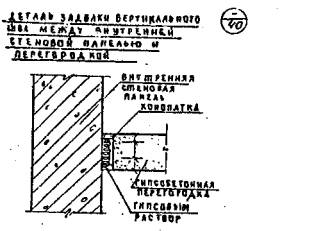 ДЕТАЛЬ ЗАДЕЛКИ ВЕРТИКАЛЬНОГО
ШВА МЕЖДУ ВНУТРЕННЕЙ
СТЕНОВОЙ ПАНЕЛЬЮ И
ПЕРЕГОРОДКОЙ
–
40
ВНУТРЕННЯЯ
СТЕНОВАЯ
ПАНЕЛЬ
КОНОПАТКА
ГИПСОБЕТОННАЯ
ПЕРЕГОРОДКА
ГИПСОВЫЙ
РАСТВОР